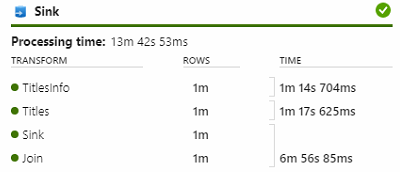 Sink
Processing time: 13m 42s 53ms
TRANSFORM ROWS TIME
TitlesInfo 1m 1m 14s 704ms
Titles 1m 1m 17s 625ms
Sink 1m
Join 1m 6m 56s 85ms